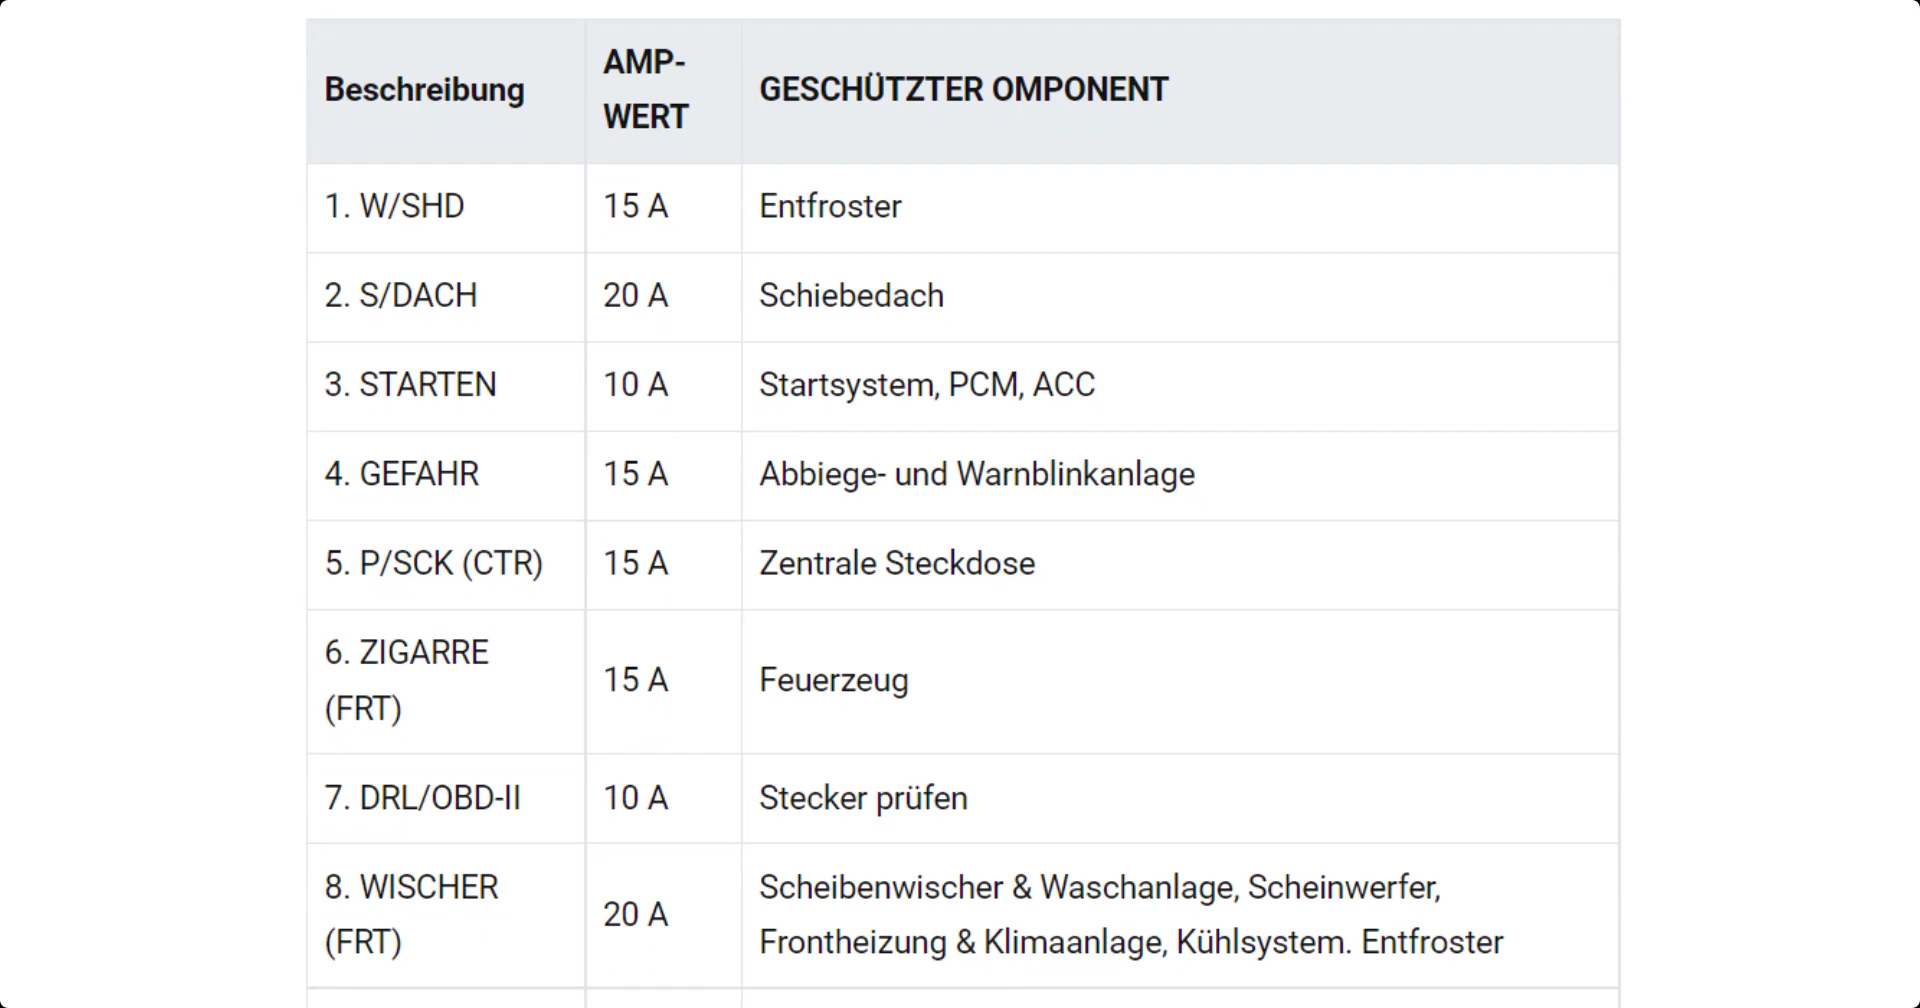 Beschreibung
AMP-
WERT
GESCHÜTZTER OMPONENT
1. W/SHD
15 A
Entfroster
2. S/DACH
20 A
Schiebedach
3. STARTEN
10 A
Startsystem, PCM, ACC
4. GEFAHR
15 A
Abbiege- und Warnblinkanlage
5. P/SCK (CTR)
15 A
Zentrale Steckdose
6. ZIGARRE
(FRT)
15 A
Feuerzeug
7. DRL/OBD-II
10 A
Stecker prüfen
8. WISCHER
(FRT)
20 A
Scheibenwischer & Waschanlage, Scheinwerfer,
Frontheizung & Klimaanlage, Kühlsystem. Entfroster